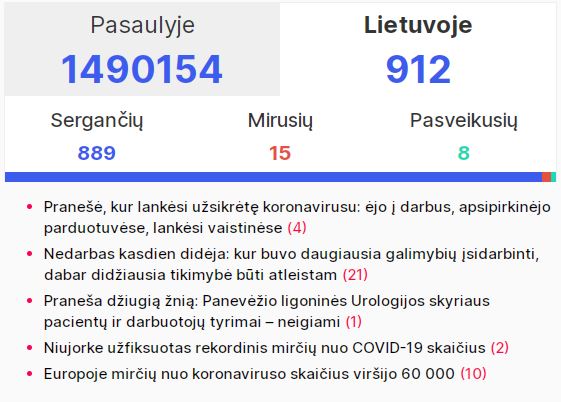 Pasaulyje
Lietuvoje
1490154
912
Sergančių
Mirusių
Pasveikusių
889
15
8
Pranešė, kur lankėsi užsikrėtę koronavirusu: ėjo į darbus, apsipirkinėjo
parduotuvėse, lankėsi vaistinėse (4)
Nedarbas kasdien didėja: kur buvo daugiausia galimybių įsidarbinti,
dabar didžiausia tikimybė būti atleistam (21)
Praneša džiugią žnią: Panevėžio ligoninės Urologijos skyriaus
pacientų ir darbuotojų tyrimai – neigiami (1)
Niujorke užfiksuotas rekordinis mirčių nuo COVID-19 skaičius (2)
Europoje mirčių nuo koronaviruso skaičius viršijo 60 000 (10)